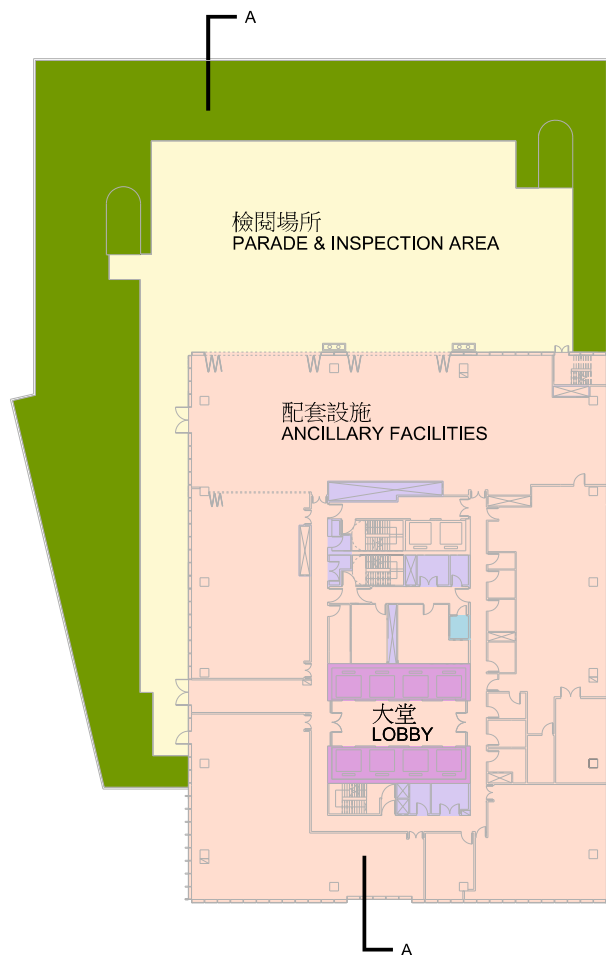 A
檢閱場所
PARADE & INSPECTION AREA
配套設施
ANCILLARY FACILITIES
大堂
LOBBY
A